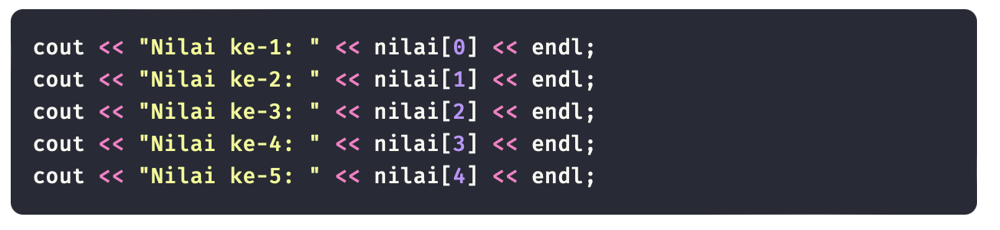 cout << "Nilai ke-1: " << nilai[0] << endl;
cout << "Nilai ke-2: " << nilai[1] << endl;
cout << "Nilai ke-3: " << nilai[2] << endl;
cout << "Nilai ke-4: " << nilai[3] << endl;
cout << "Nilai ke-5: " << nilai[4] << endl;